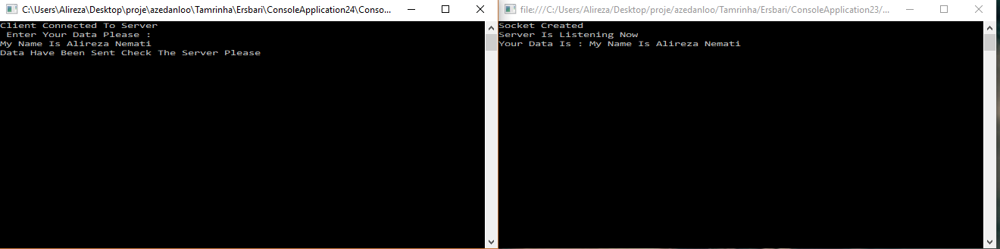 C:\Users\Alireza\Desktop\proje\azedanloo\Tamrinha\Ersbari\ConsoleApplication24\Conso...
Client Connected To Server
Enter Your Data Please :
My Name Is Alireza Nemati
Data Have Been Sent Check The Server Please
file:///C:/Users/Alireza/Desktop/proje/azedanloo/Tamrinha/Ersbari/ConsoleApplication23/...
Socket Created
Server Is Listening Now
Your Data Is : My Name Is Alireza Nemati